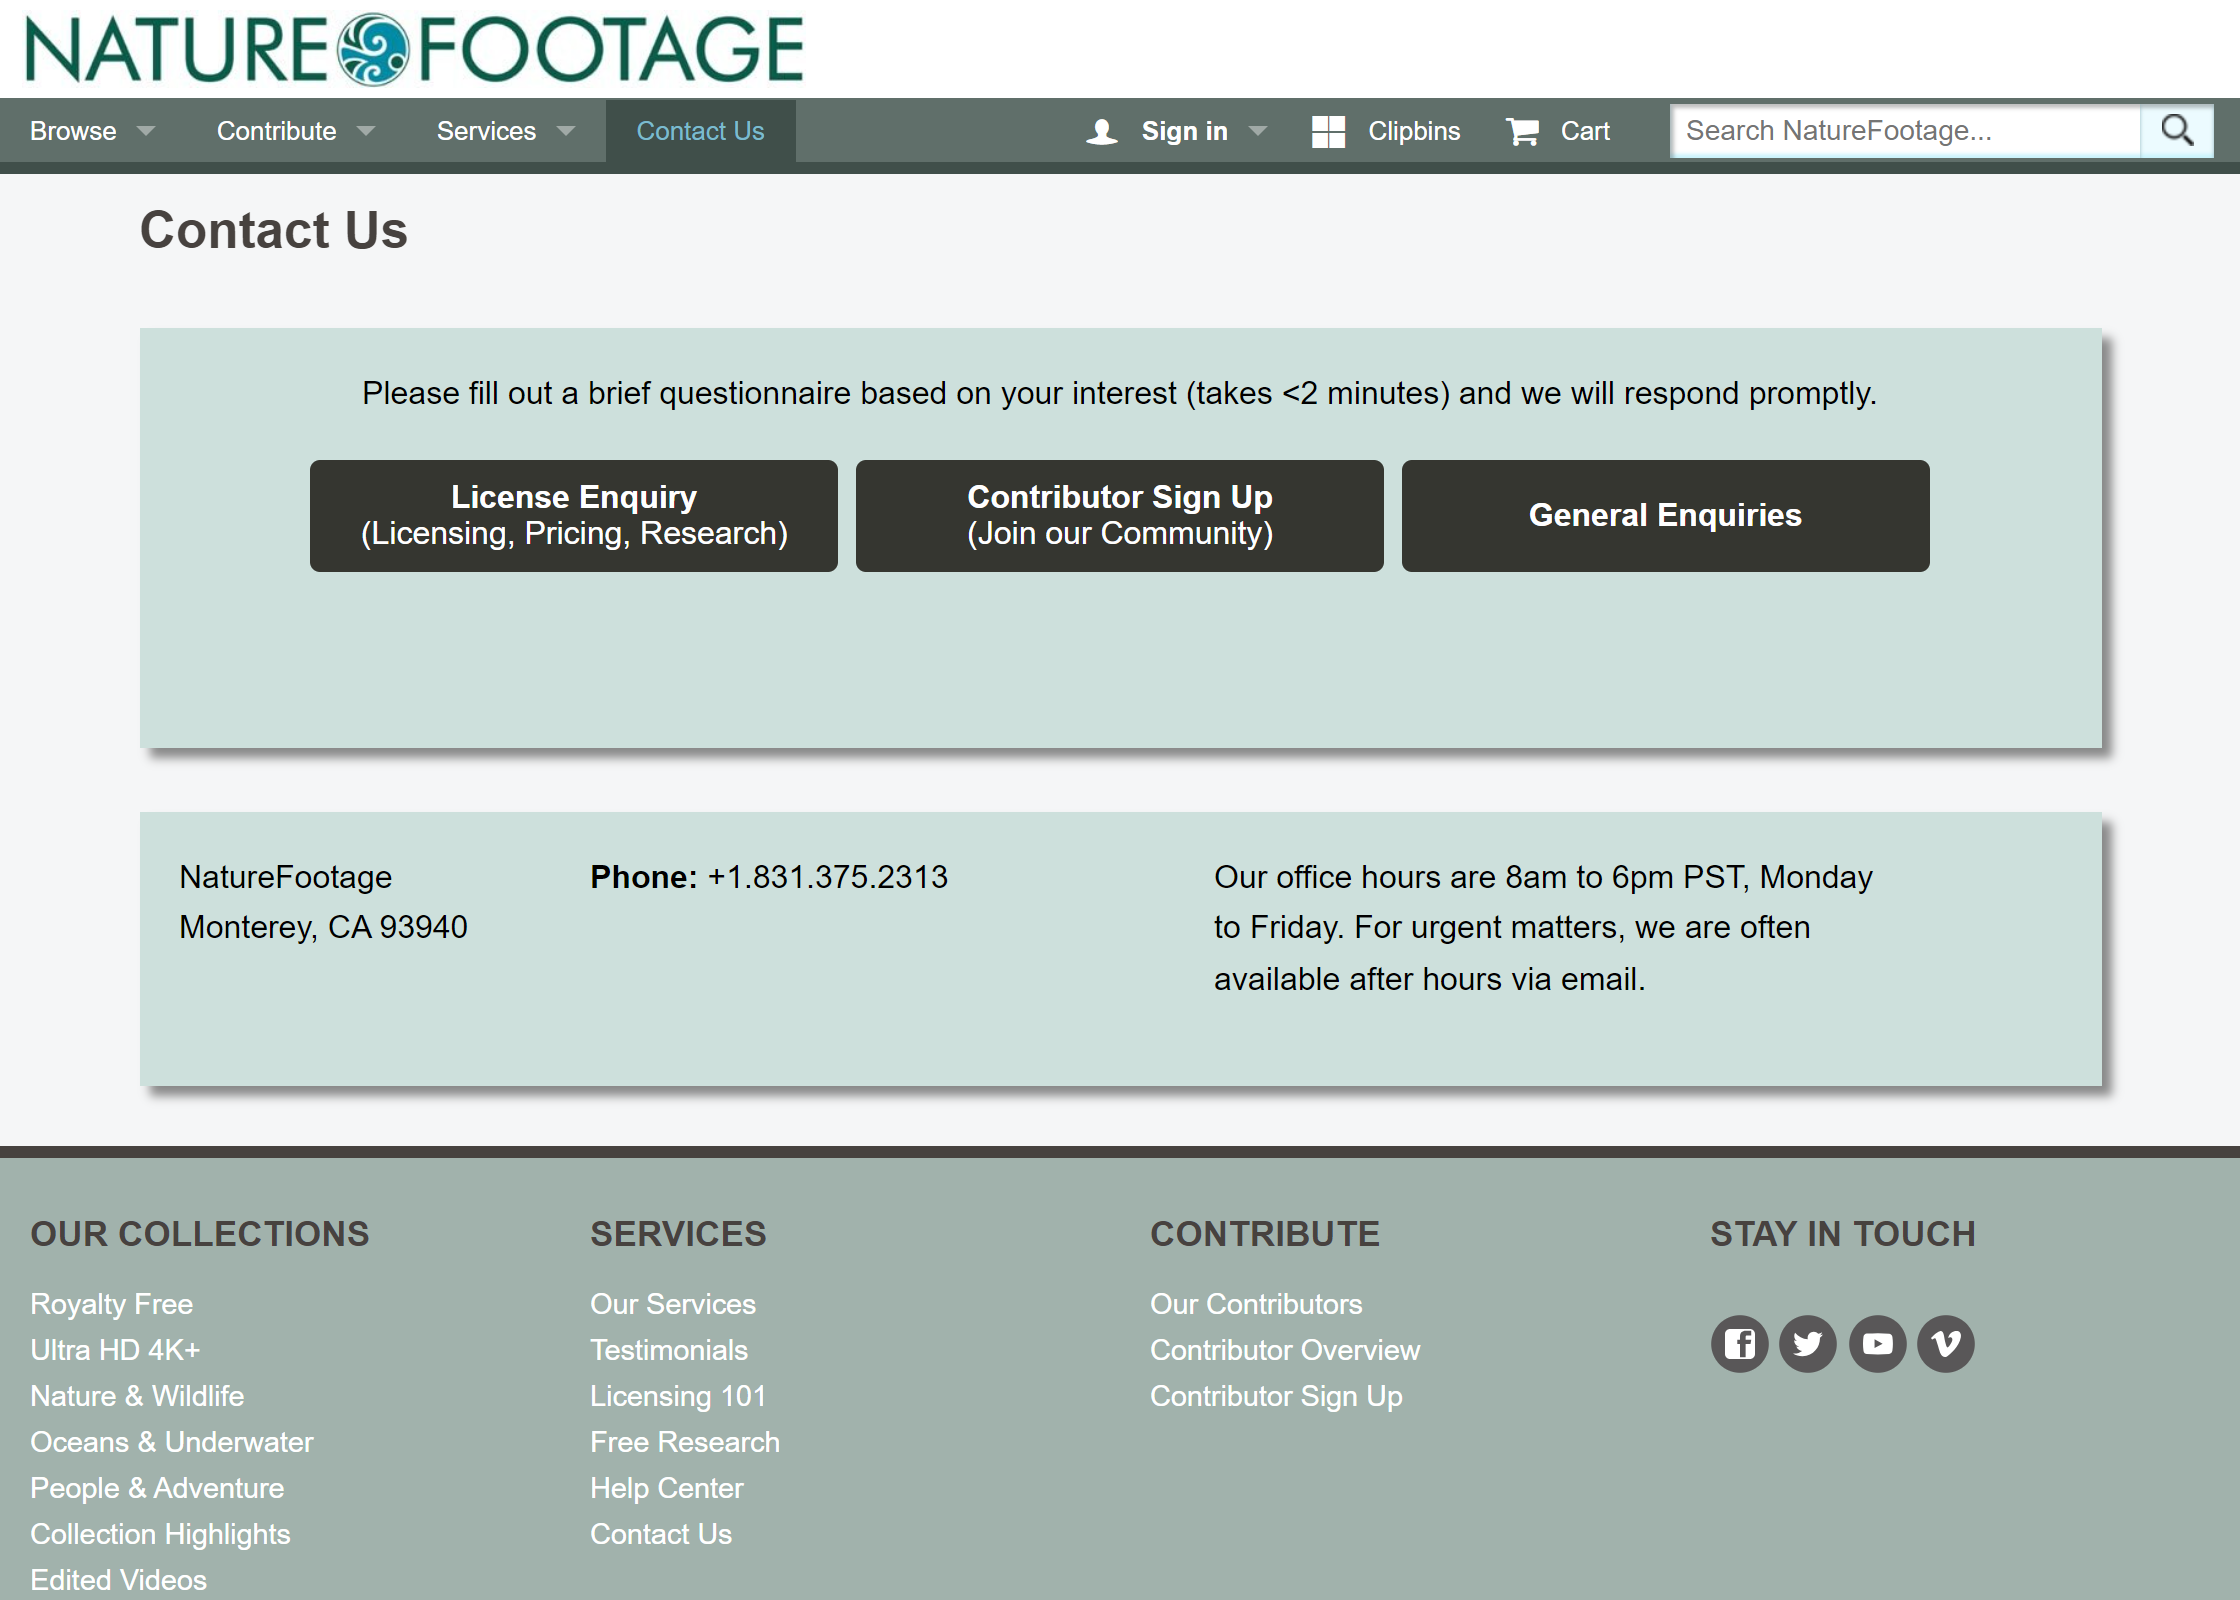 NATURE FOOTAGE
Browse
Contribute
Services
Contact Us
Sign in
Clipbins
Cart
Search NatureFootage...
Contact Us
Please fill out a brief questionnaire based on your interest (takes <2 minutes) and we will respond promptly.
License Enquiry
(Licensing, Pricing, Research)
Contributor Sign Up
(Join our Community)
General Enquiries
NatureFootage
Monterey, CA 93940
Phone: +1.831.375.2313
Our office hours are 8am to 6pm PST, Monday
to Friday. For urgent matters, we are often
available after hours via email.
OUR COLLECTIONS
Royalty Free
Ultra HD 4K+
Nature & Wildlife
Oceans & Underwater
People & Adventure
Collection Highlights
Edited Videos
SERVICES
Our Services
Testimonials
Licensing 101
Free Research
Help Center
Contact Us
CONTRIBUTE
Our Contributors
Contributor Overview
Contributor Sign Up
STAY IN TOUCH